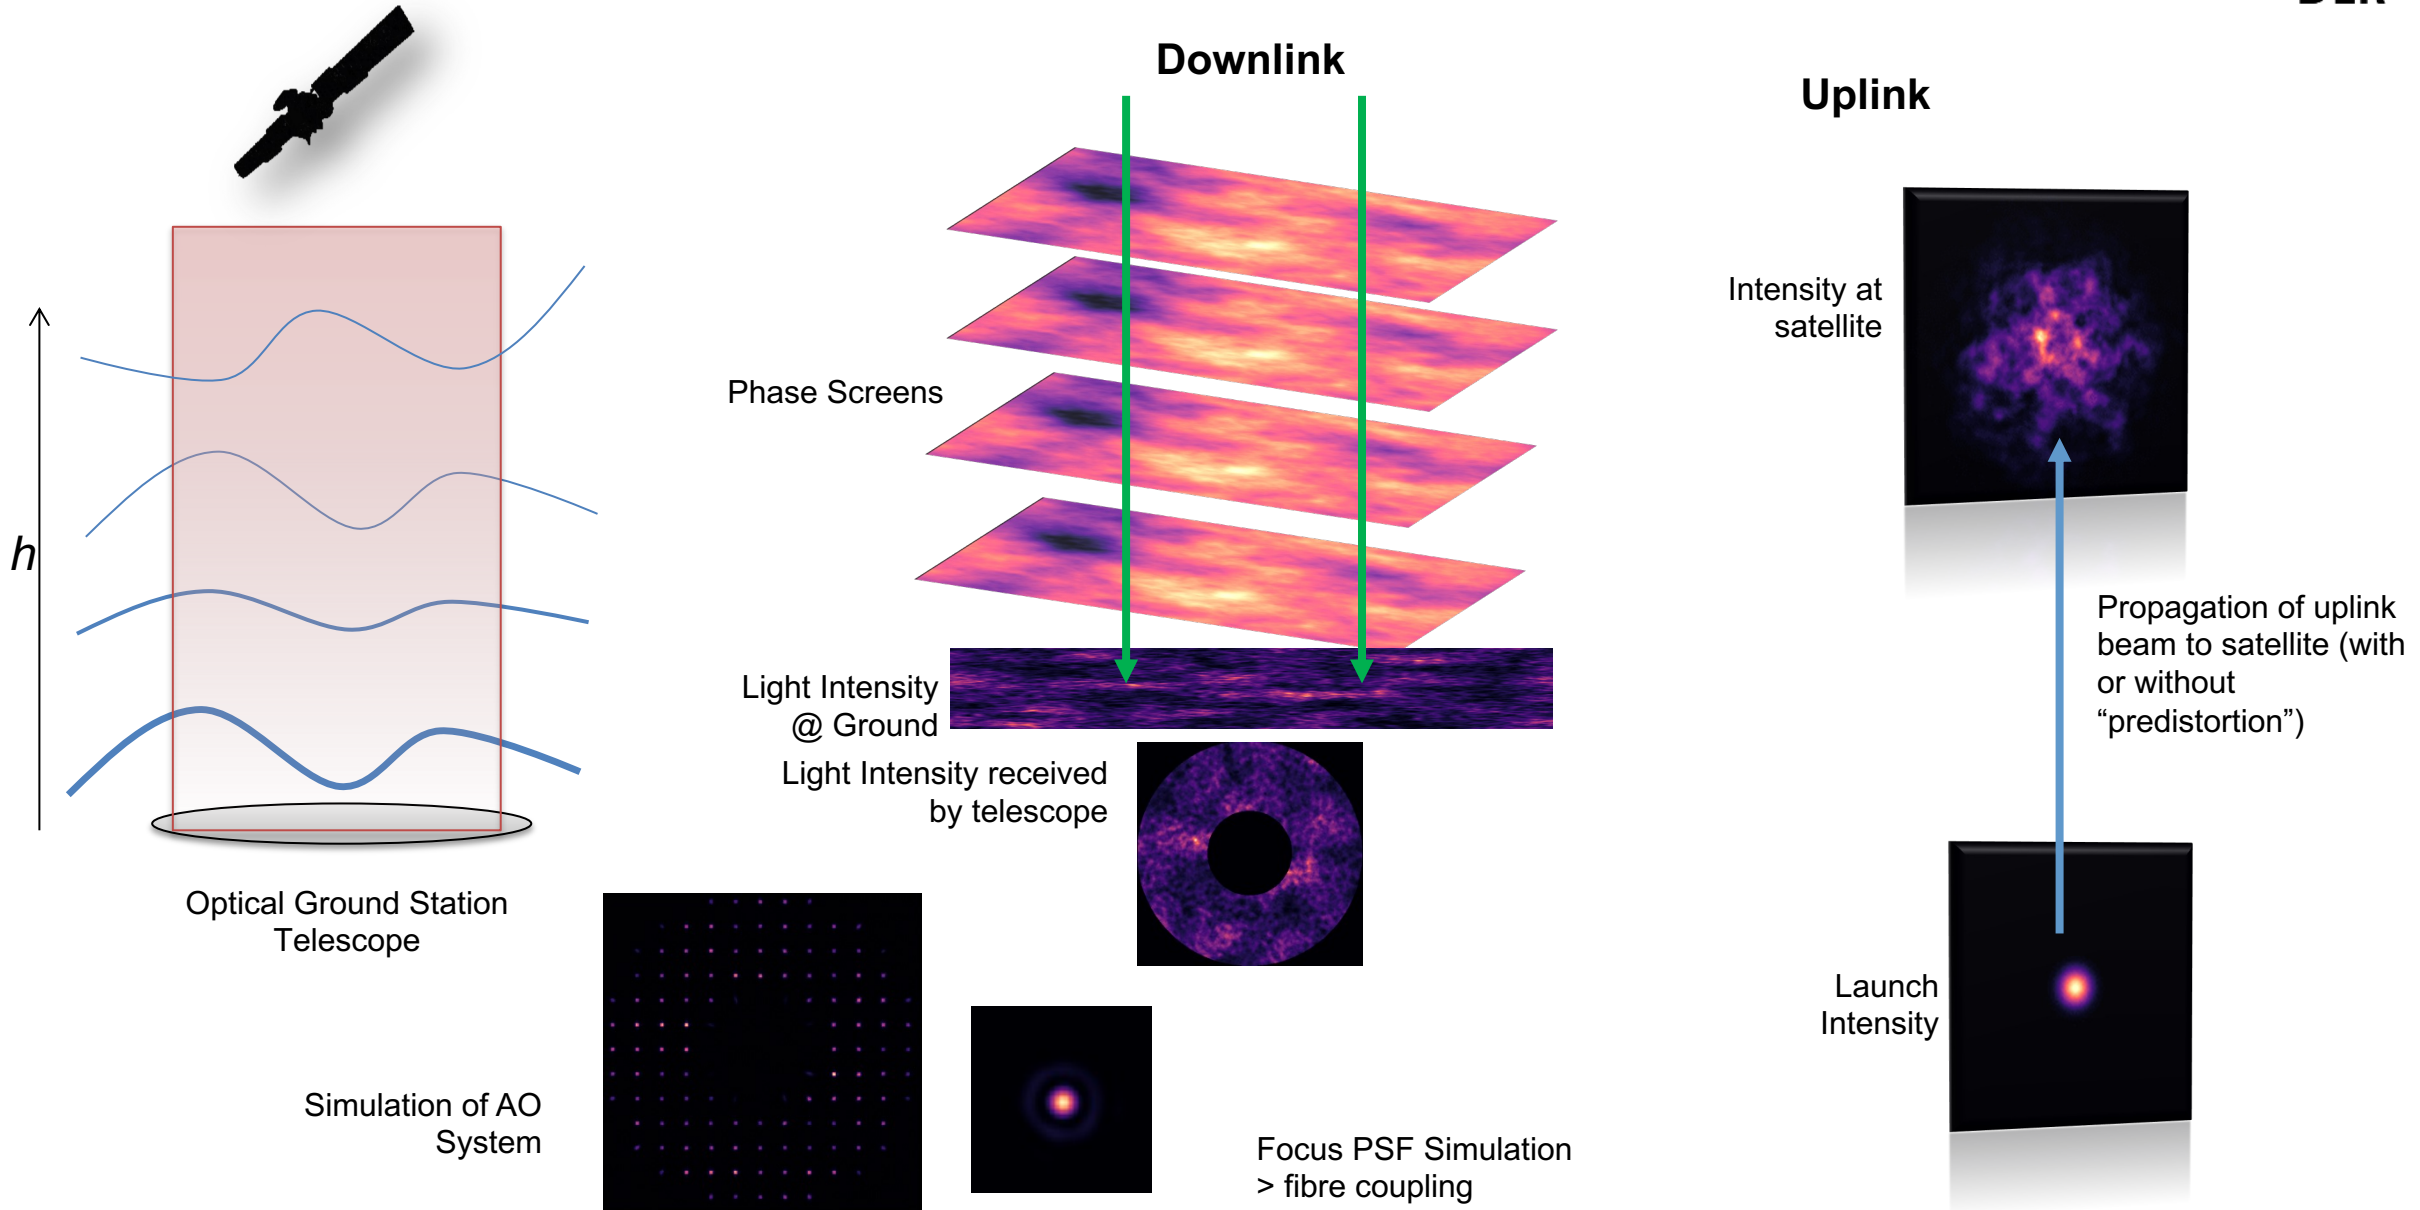 Downlink
Uplink
Intensity at
satellite
h
Phase Screens
Propagation of uplink
beam to satellite (with
or without
“predistortion”)
Light Intensity
@ Ground
Light Intensity received
by telescope
Optical Ground Station
Telescope
Launch
Intensity
Simulation of AO
System
Focus PSF Simulation
> fibre coupling